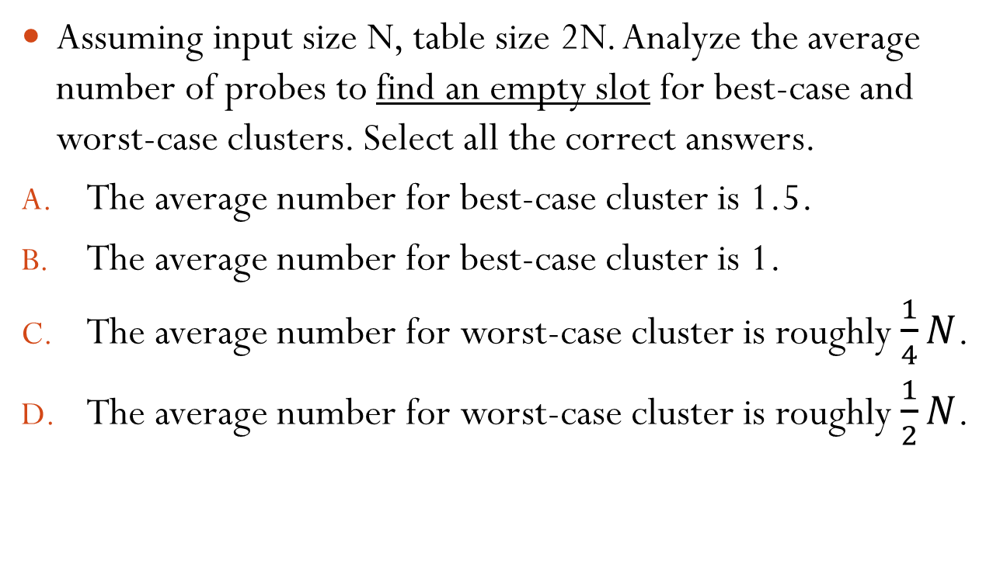 • Assuming input size N, table size 2N. Analyze the average
number of probes to find an empty slot for best-case and
worst-case clusters. Select all the correct answers.
A. The average number for best-case cluster is 1.5.
B. The average number for best-case cluster is 1.
C. The average number for worst-case cluster is roughly 1/4 N.
D. The average number for worst-case cluster is roughly 1/2 N.